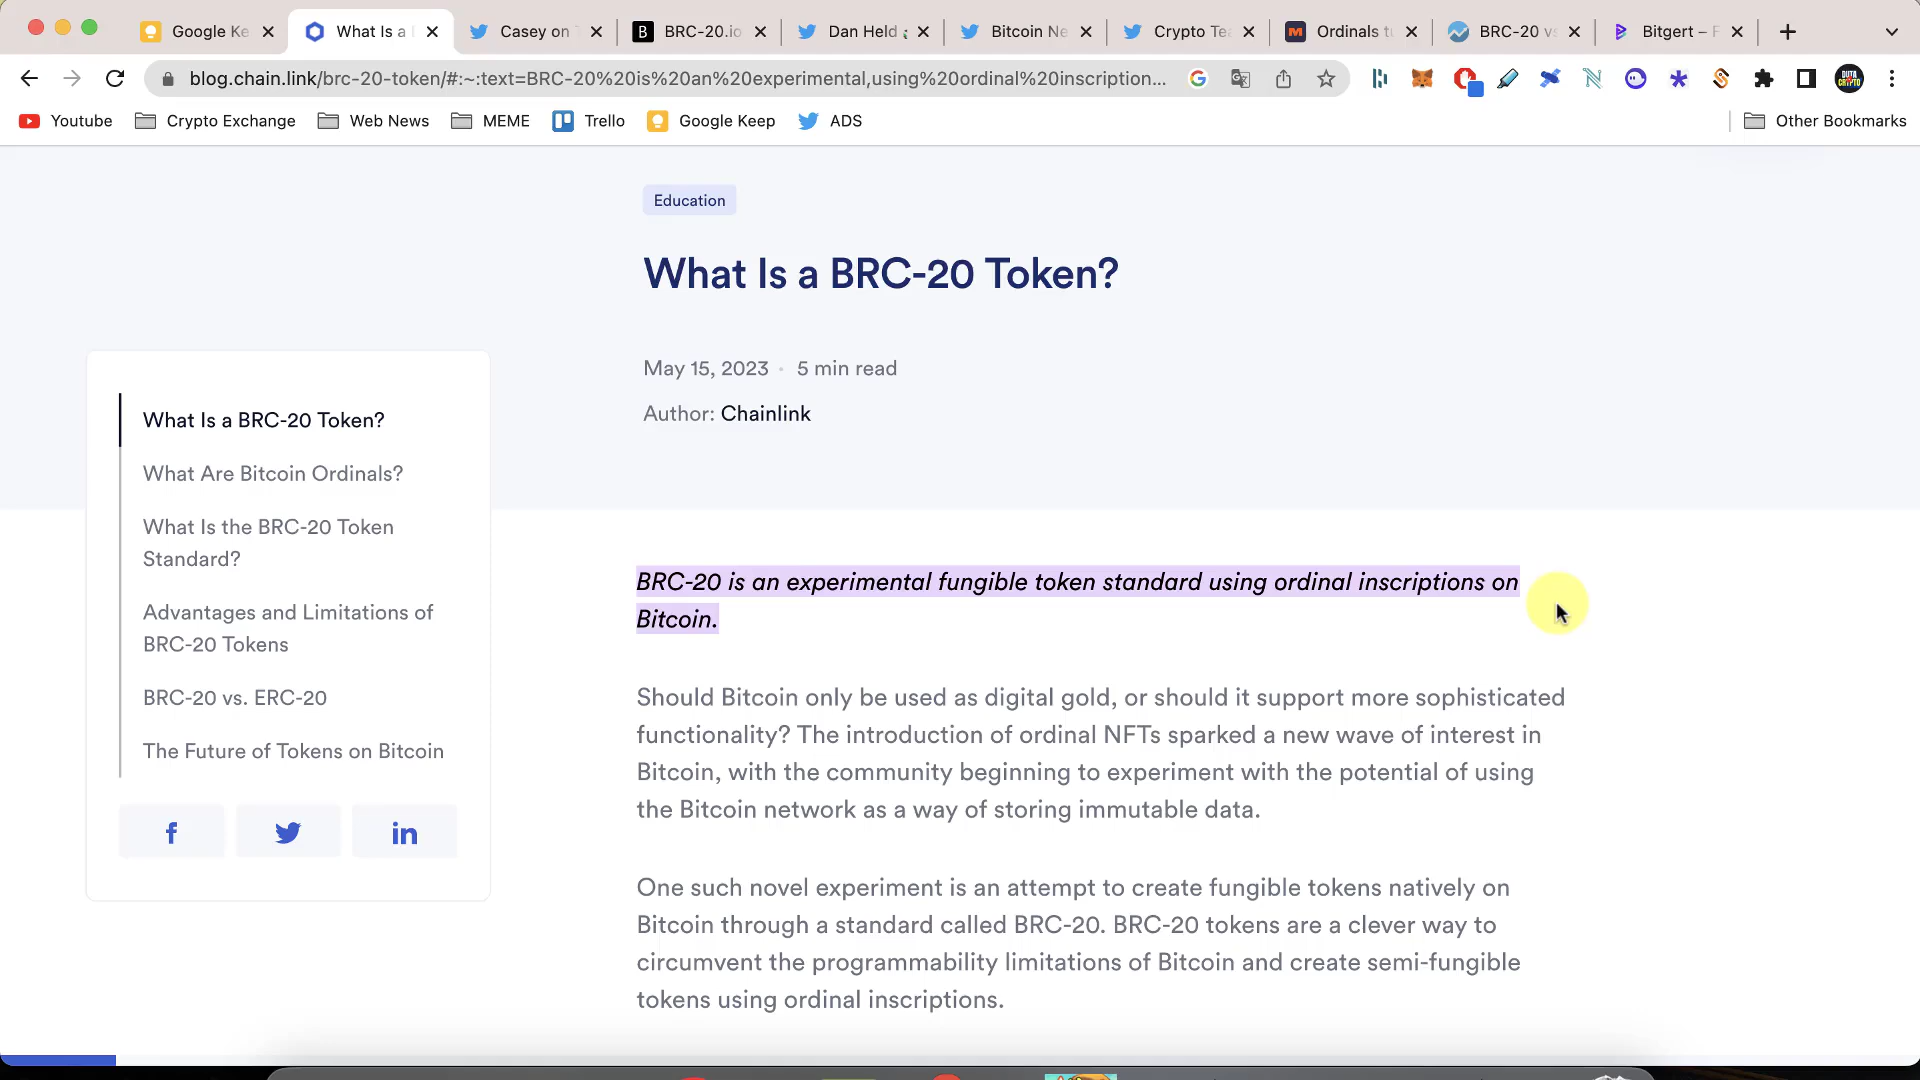 Google Ke
What Is a
Casey on
BRC-20.io
Dan Held
Bitcoin Ne
Crypto Te
Ordinals
BRC-20 vs
Bitgert – F
blog.chain.link/brc-20-token/#:~:text=BRC-20%20is%20an%20experimental,using%20ordinal%20inscription...
Youtube
Crypto Exchange
Web News
MEME
Trello
Google Keep
ADS
Other Bookmarks
Education
What Is a BRC-20 Token?
May 15, 2023 · 5 min read
Author: Chainlink
What Is a BRC-20 Token?
What Are Bitcoin Ordinals?
What Is the BRC-20 Token
Standard?
Advantages and Limitations of
BRC-20 Tokens
BRC-20 vs. ERC-20
The Future of Tokens on Bitcoin
BRC-20 is an experimental fungible token standard using ordinal inscriptions on
Bitcoin.
Should Bitcoin only be used as digital gold, or should it support more sophisticated
functionality? The introduction of ordinal NFTs sparked a new wave of interest in
Bitcoin, with the community beginning to experiment with the potential of using
the Bitcoin network as a way of storing immutable data.
One such novel experiment is an attempt to create fungible tokens natively on
Bitcoin through a standard called BRC-20. BRC-20 tokens are a clever way to
circumvent the programmability limitations of Bitcoin and create semi-fungible
tokens using ordinal inscriptions.